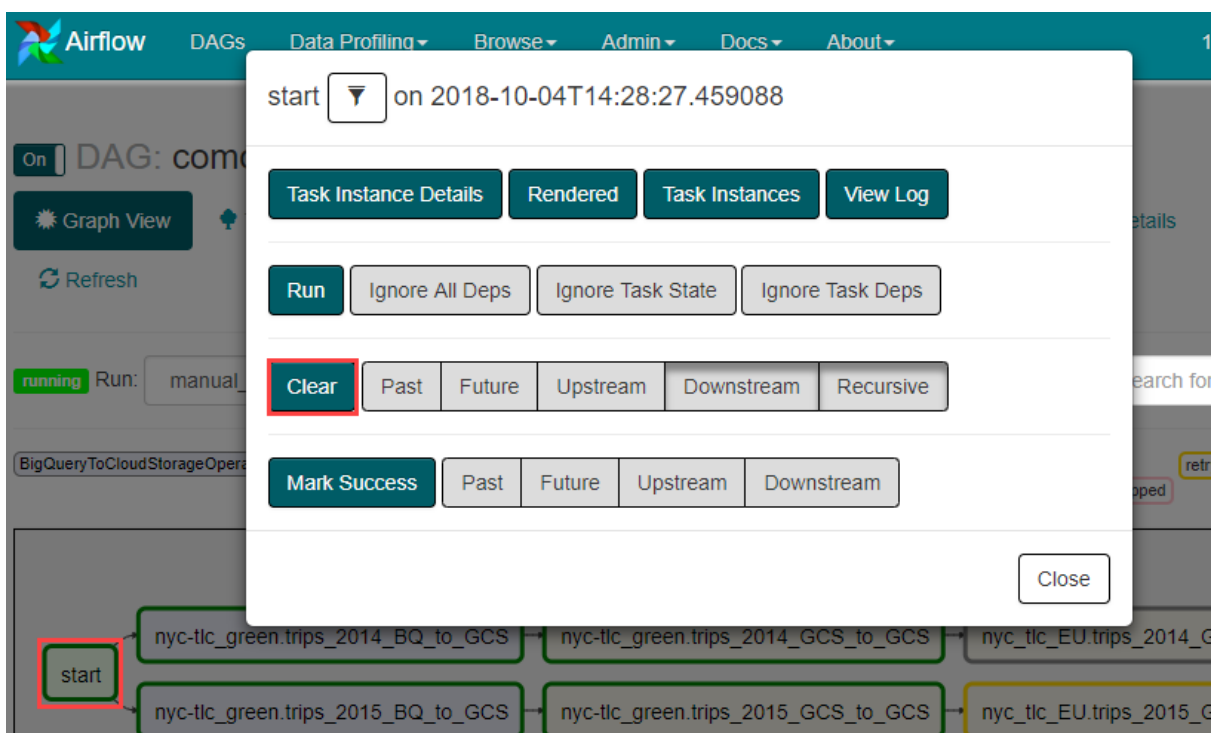 Airflow DAGs Data Profiling Browse Admin Docs About 1
start on 2018-10-04T14:28:27.459088
On DAG: como
Task Instance Details Rendered Task Instances View Log
Graph View etails
Refresh
Run Ignore All Deps Ignore Task State Ignore Task Deps
running Run: manual_ earch for
Clear Past Future Upstream Downstream Recursive
BigQueryToCloudStorageOpera retr
pped
Mark Success Past Future Upstream Downstream
Close
nyc-tlc_green.trips_2014_BQ_to_GCS nyc-tlc_green.trips_2014_GCS_to_GCS nyc_tlc_EU.trips_2014_G
start
nyc-tlc_green.trips_2015_BQ_to_GCS nyc-tlc_green.trips_2015_GCS_to_GCS nyc_tlc_EU.trips_2015_G